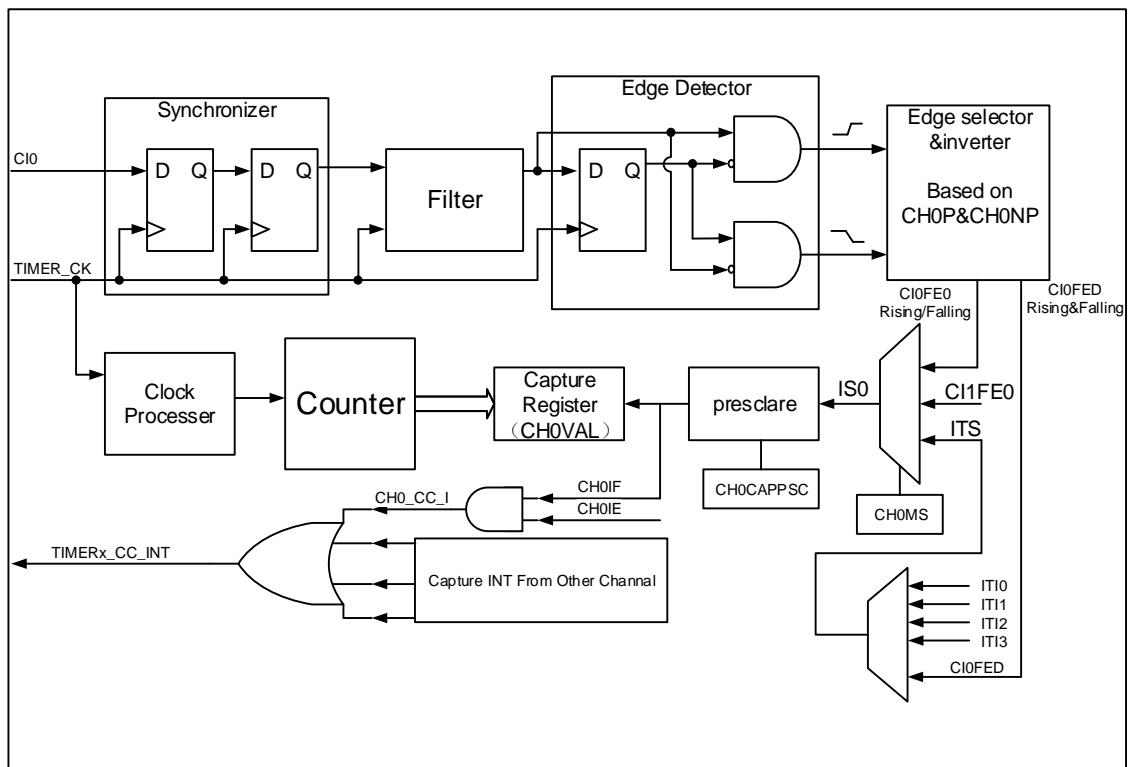 Synchronizer
Edge Detector
Edge selector
&inverter
Based on
CH0P&CH0NP
CI0
D Q
D Q
Filter
D Q
TIMER_CK
CI0FE0
Rising/Falling
CI0FED
Rising&Falling
Clock
Processer
Counter
Capture
Register
（CH0VAL）
presclare
IS0
CI1FE0
ITS
CH0CAPPSC
CH0MS
CH0IF
CH0_CC_I
CH0IE
TIMERx_CC_INT
Capture INT From Other Channal
ITI0
ITI1
ITI2
ITI3
CI0FED